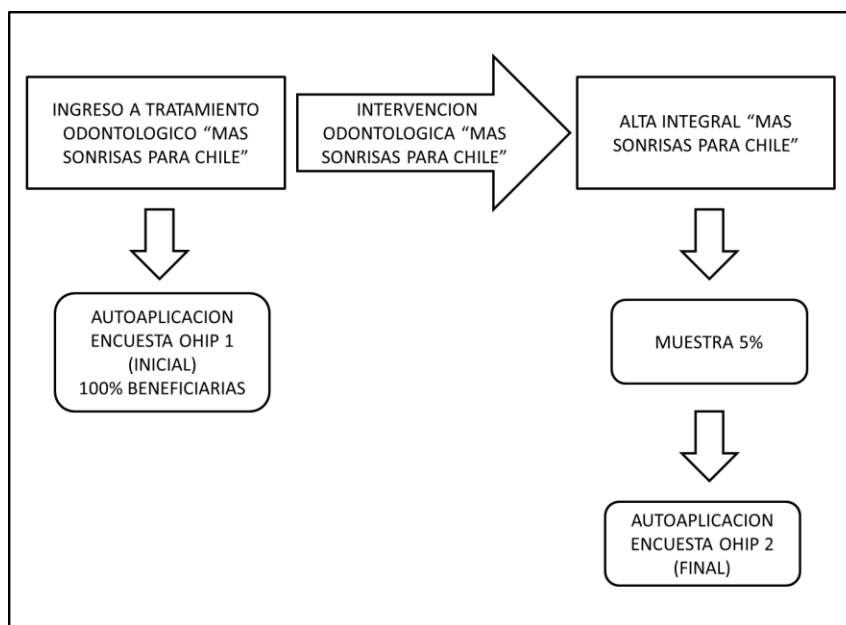 INGRESO A TRATAMIENTO
ODONTOLOGICO “MAS
SONRISAS PARA CHILE”
INTERVENCION
ODONTOLOGICA “MAS
SONRISAS PARA CHILE”
ALTA INTEGRAL “MAS
SONRISAS PARA CHILE”
AUTOAPLICACION
ENCUESTA OHIP 1
(INICIAL)
100% BENEFICIARIAS
MUESTRA 5%
AUTOAPLICACION
ENCUESTA OHIP 2
(FINAL)